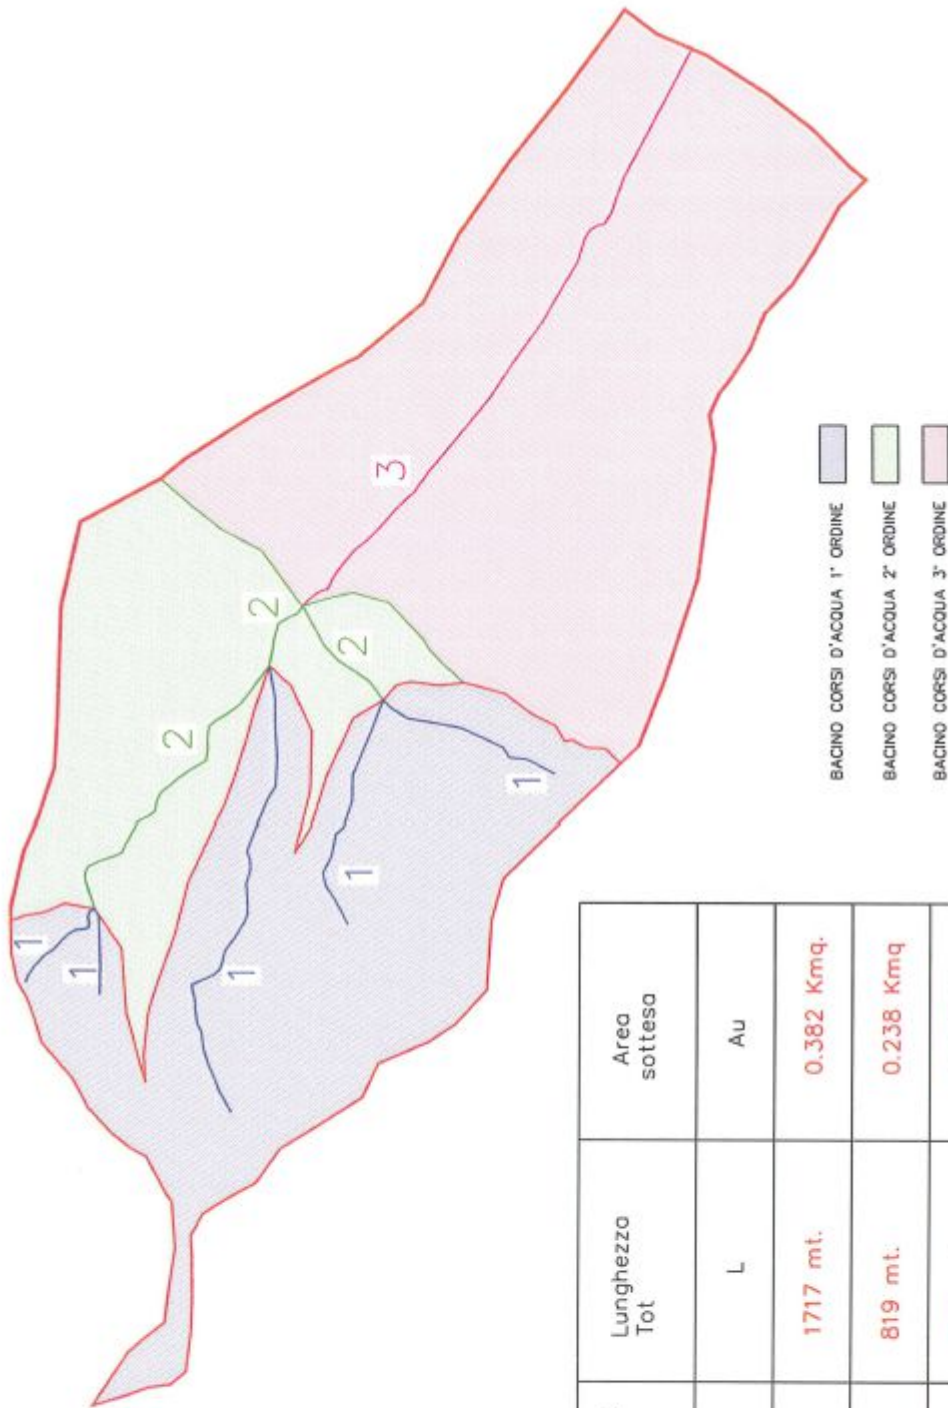 1
1
2
2
1
2
1
1
3
BACINO CORSI D'ACQUA 1° ORDINE
BACINO CORSI D'ACQUA 2° ORDINE
BACINO CORSI D'ACQUA 3° ORDINE
Lunghezza
Tot
Area
sottesa
L
Au
1717 mt.
0.382 Kmq.
819 mt.
0.238 Kmq